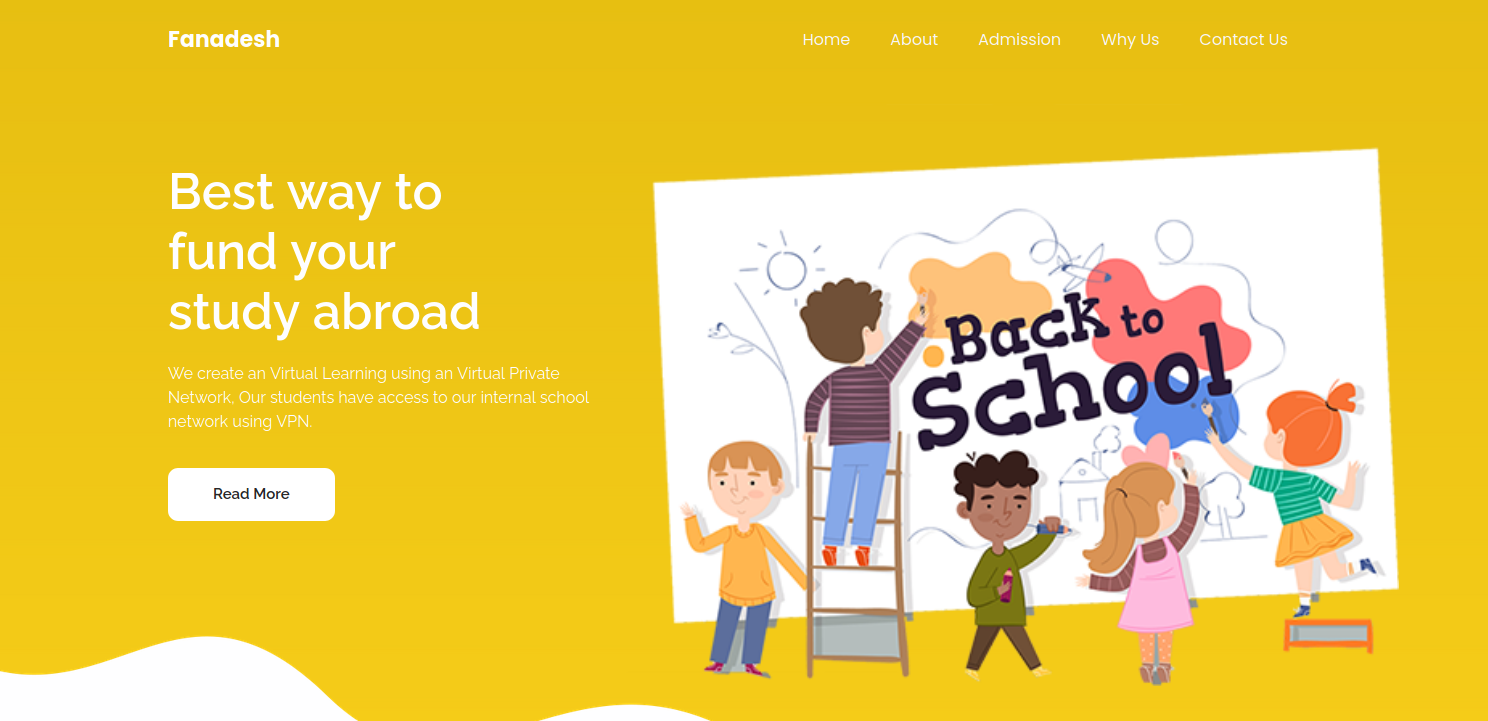 Fanadesh
Home About Admission Why Us Contact Us
Best way to
fund your
study abroad
We create an Virtual Learning using an Virtual Private
Network, Our students have access to our internal school
network using VPN.
Read More
Back to
School